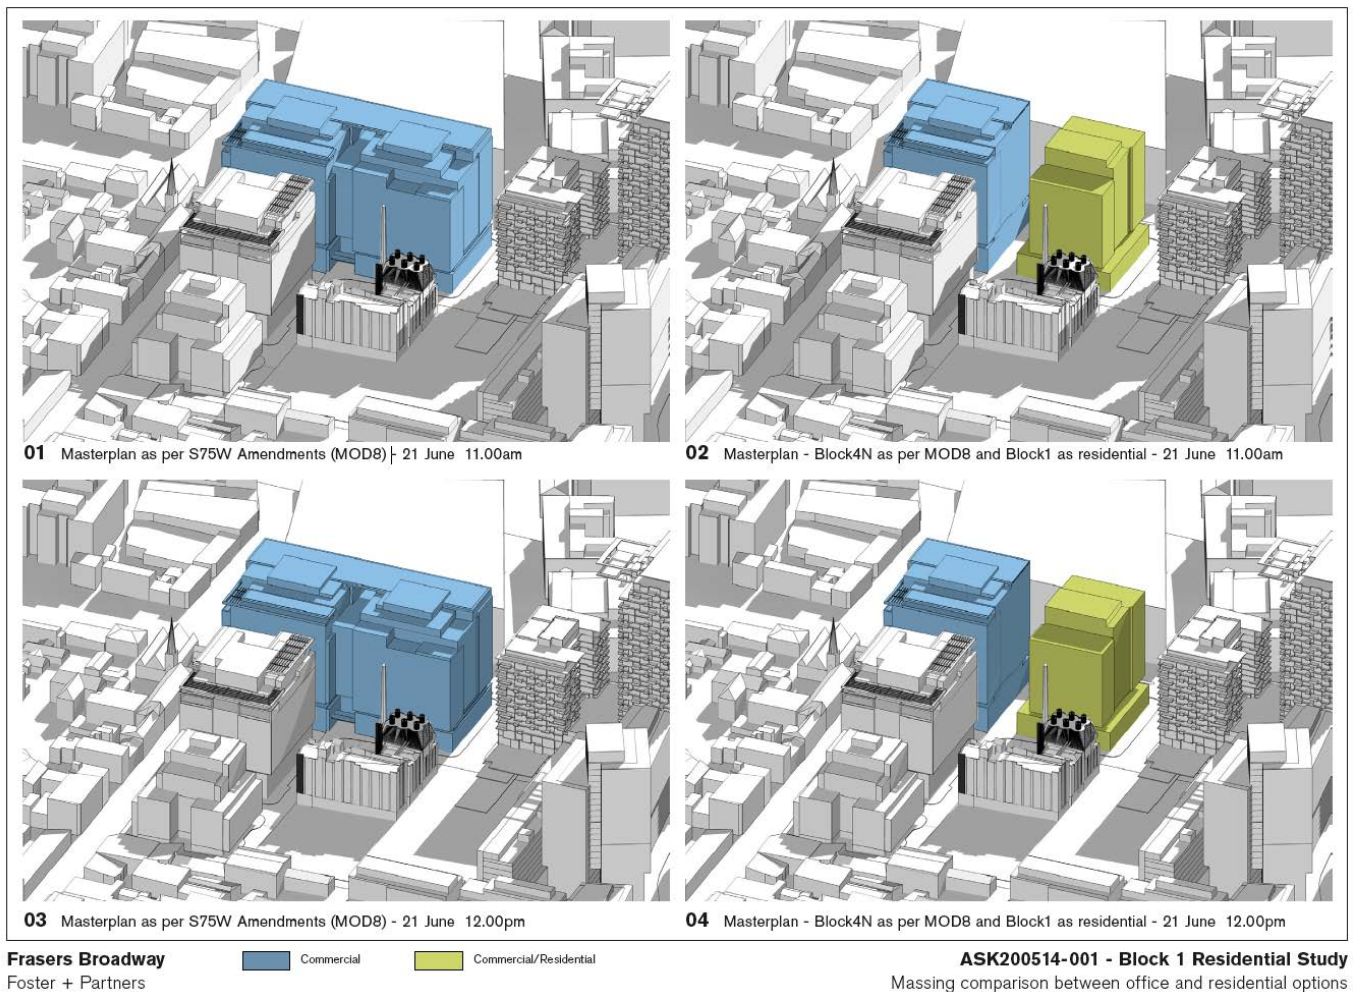 01 Masterplan as per S75W Amendments (MOD8) - 21 June 11.00am
02 Masterplan - Block4N as per MOD8 and Block1 as residential - 21 June 11.00am
03 Masterplan as per S75W Amendments (MOD8) - 21 June 12.00pm
04 Masterplan - Block4N as per MOD8 and Block1 as residential - 21 June 12.00pm
Frasers Broadway
Foster + Partners
Commercial
Commercial/Residential
ASK200514-001 - Block 1 Residential Study
Massing comparison between office and residential options